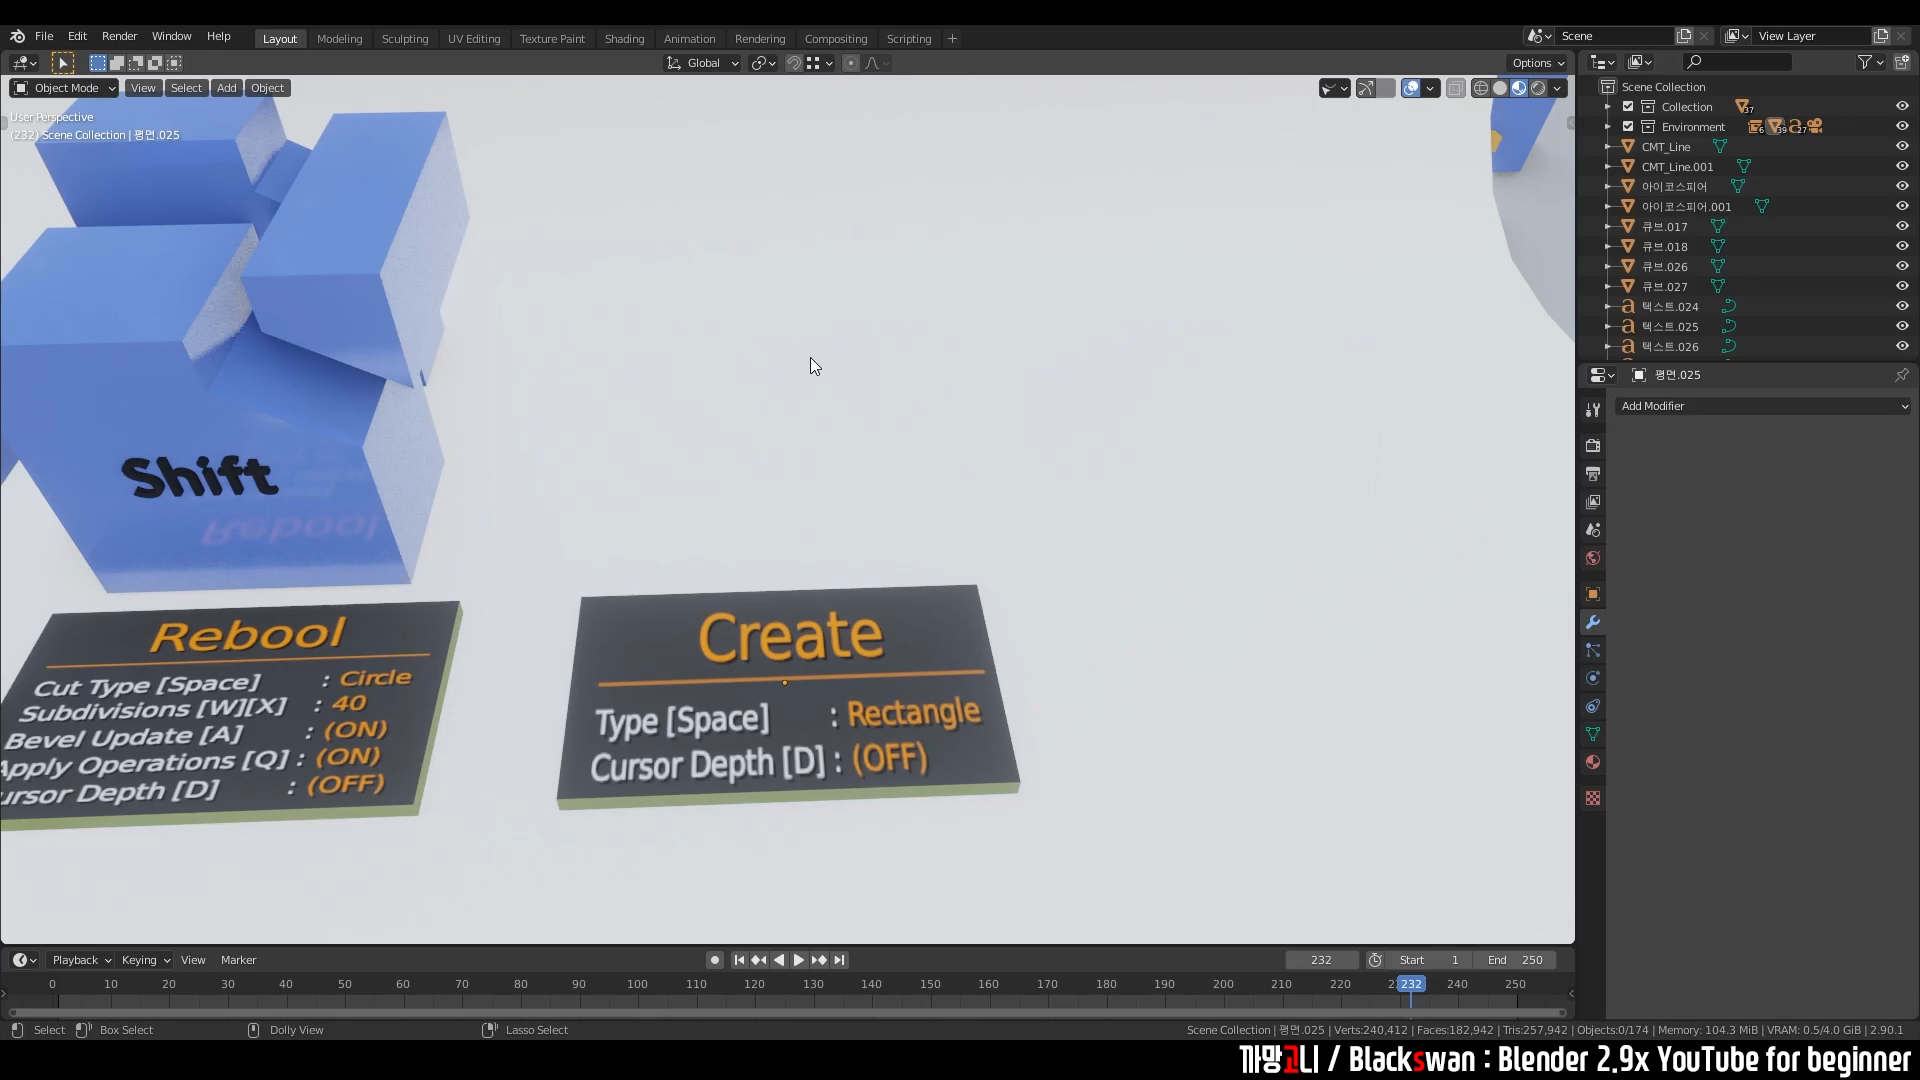 File Edit Render Window Help Layout Modeling Sculpting UV Editing Texture Paint Shading Animation Rendering Compositing Scripting + Scene View Layer
Global Options
Object Mode View Select Add Object
User Perspective
(232) Scene Collection | 평면.025
Scene Collection
Collection 37
Environment 6 39 27
CMT_Line
CMT_Line.001
아이코스피어
아이코스피어.001
큐브.017
큐브.018
큐브.026
큐브.027
a 텍스트.024
a 텍스트.025
a 텍스트.026
평면.025
Add Modifier
Shift
Rebool
Rebool
Cut Type [Space] : Circle
Subdivisions [W][X] : 40
Bevel Update [A] : (ON)
Apply Operations [Q] : (ON)
ursor Depth [D] : (OFF)
Create
Type [Space] : Rectangle
Cursor Depth [D] : (OFF)
Playback Keying View Marker 232 Start 1 End 250
0 10 20 30 40 50 60 70 80 90 100 110 120 130 140 150 160 170 180 190 200 210 220 232 240 250
Select Box Select Dolly View Lasso Select Scene Collection | 평면.025 | Verts:240,412 | Faces:182,942 | Tris:257,942 | Objects:0/174 | Memory: 104.3 MiB | VRAM: 0.5/4.0 GiB | 2.90.1
까망고니 / Blackswan : Blender 2.9x YouTube for beginner